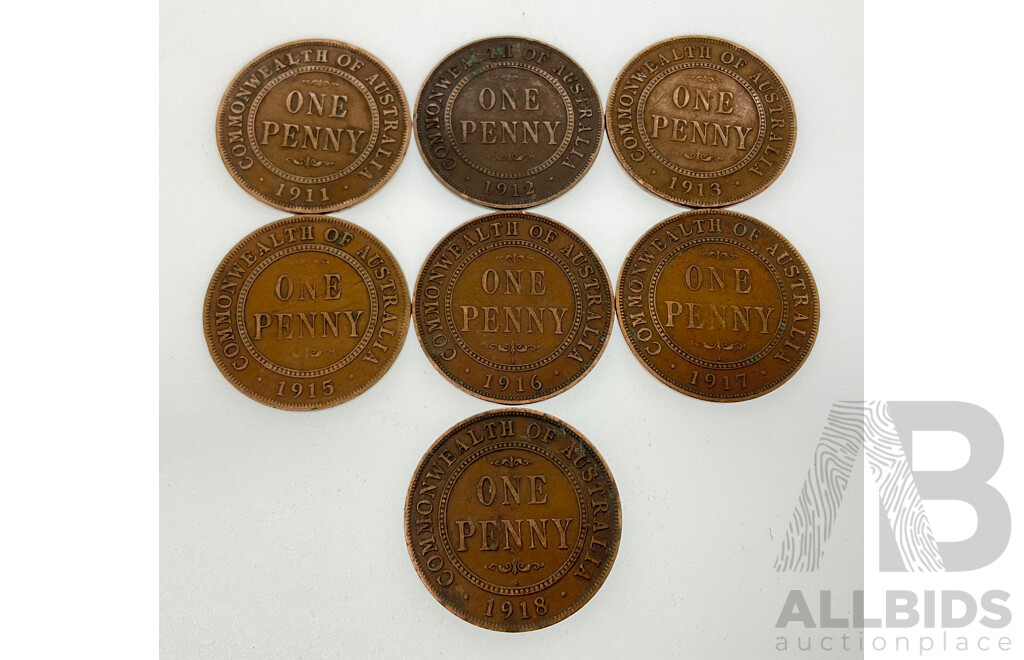 COMMONWEALTH OF AUSTRALIA
ONE
PENNY
· 1911 ·
COMMONWEALTH OF AUSTRALIA
ONE
PENNY
· 1912 ·
COMMONWEALTH OF AUSTRALIA
ONE
PENNY
· 1913 ·
COMMONWEALTH OF AUSTRALIA
ONE
PENNY
· 1915 ·
COMMONWEALTH OF AUSTRALIA
ONE
PENNY
· 1916 ·
COMMONWEALTH OF AUSTRALIA
ONE
PENNY
· 1917 ·
COMMONWEALTH OF AUSTRALIA
ONE
PENNY
· 1918 ·
AB
ALLBIDS
auctionplace